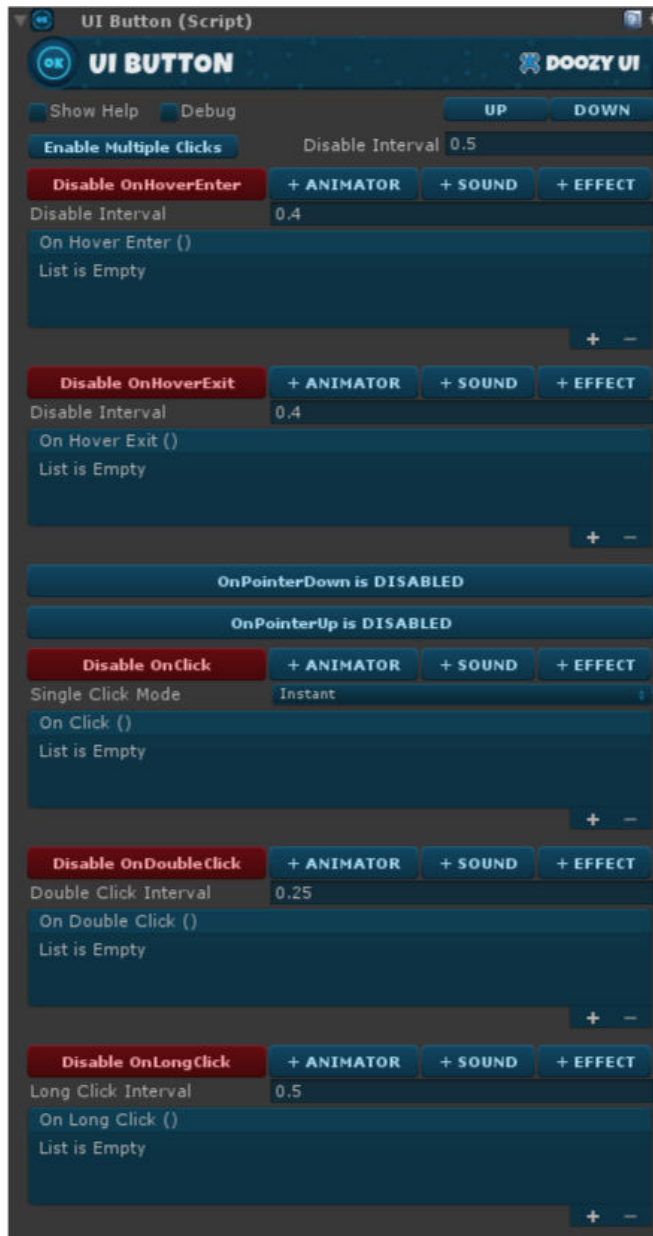 UI Button (Script)
OK UI BUTTON DOOZY UI
Show Help Debug UP DOWN
Enable Multiple Clicks Disable Interval 0.5
Disable OnHoverEnter + ANIMATOR + SOUND + EFFECT
Disable Interval 0.4
On Hover Enter ()
List is Empty
+ −
Disable OnHoverExit + ANIMATOR + SOUND + EFFECT
Disable Interval 0.4
On Hover Exit ()
List is Empty
+ −
OnPointerDown is DISABLED
OnPointerUp is DISABLED
Disable OnClick + ANIMATOR + SOUND + EFFECT
Single Click Mode Instant
On Click ()
List is Empty
+ −
Disable OnDoubleClick + ANIMATOR + SOUND + EFFECT
Double Click Interval 0.25
On Double Click ()
List is Empty
+ −
Disable OnLongClick + ANIMATOR + SOUND + EFFECT
Long Click Interval 0.5
On Long Click ()
List is Empty
+ −